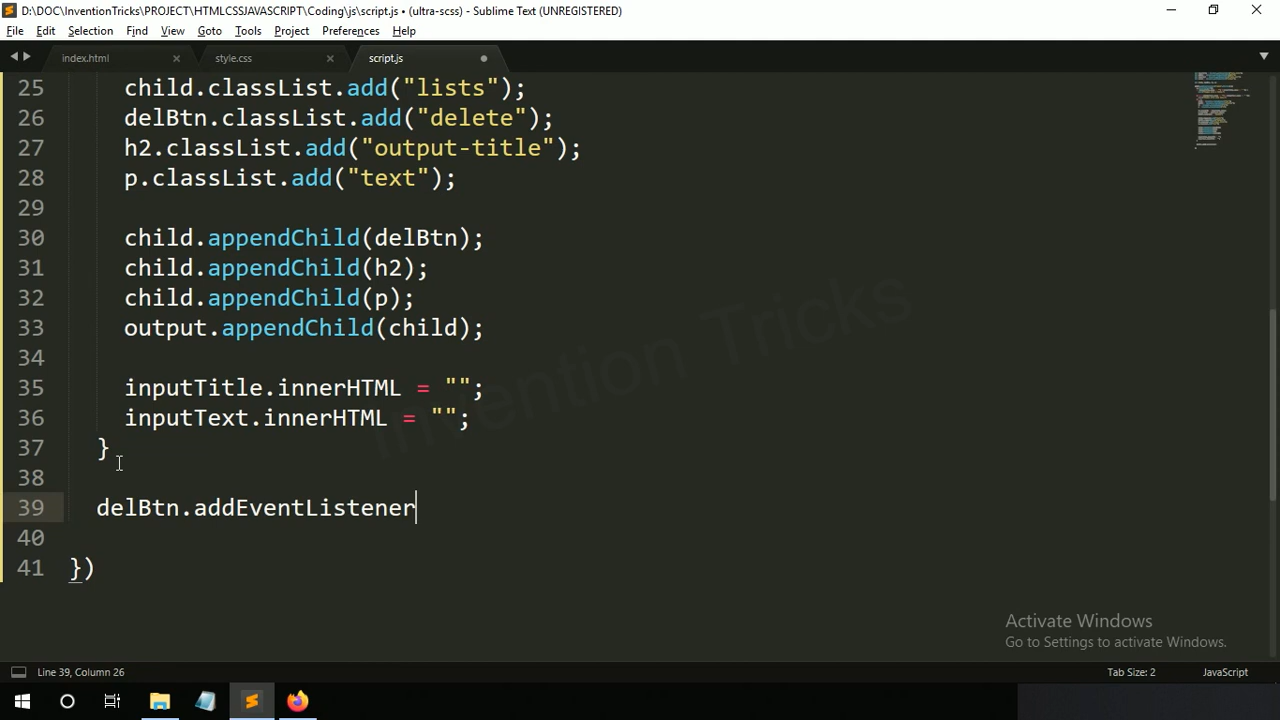 D:\DOC\InventionTricks\PROJECT\HTMLCSSJAVASCRIPT\Coding\js\script.js • (ultra-scss) - Sublime Text (UNREGISTERED)
File Edit Selection Find View Goto Tools Project Preferences Help
index.html style.css script.js
25 child.classList.add("lists");
26 delBtn.classList.add("delete");
27 h2.classList.add("output-title");
28 p.classList.add("text");
29
30 child.appendChild(delBtn);
31 child.appendChild(h2);
32 child.appendChild(p);
33 output.appendChild(child);
34
35 inputTitle.innerHTML = "";
36 inputText.innerHTML = "";
37 }
38
39 delBtn.addEventListener
40
41 })
Invention Tricks
Activate Windows
Go to Settings to activate Windows.
Line 39, Column 26 Tab Size: 2 JavaScript